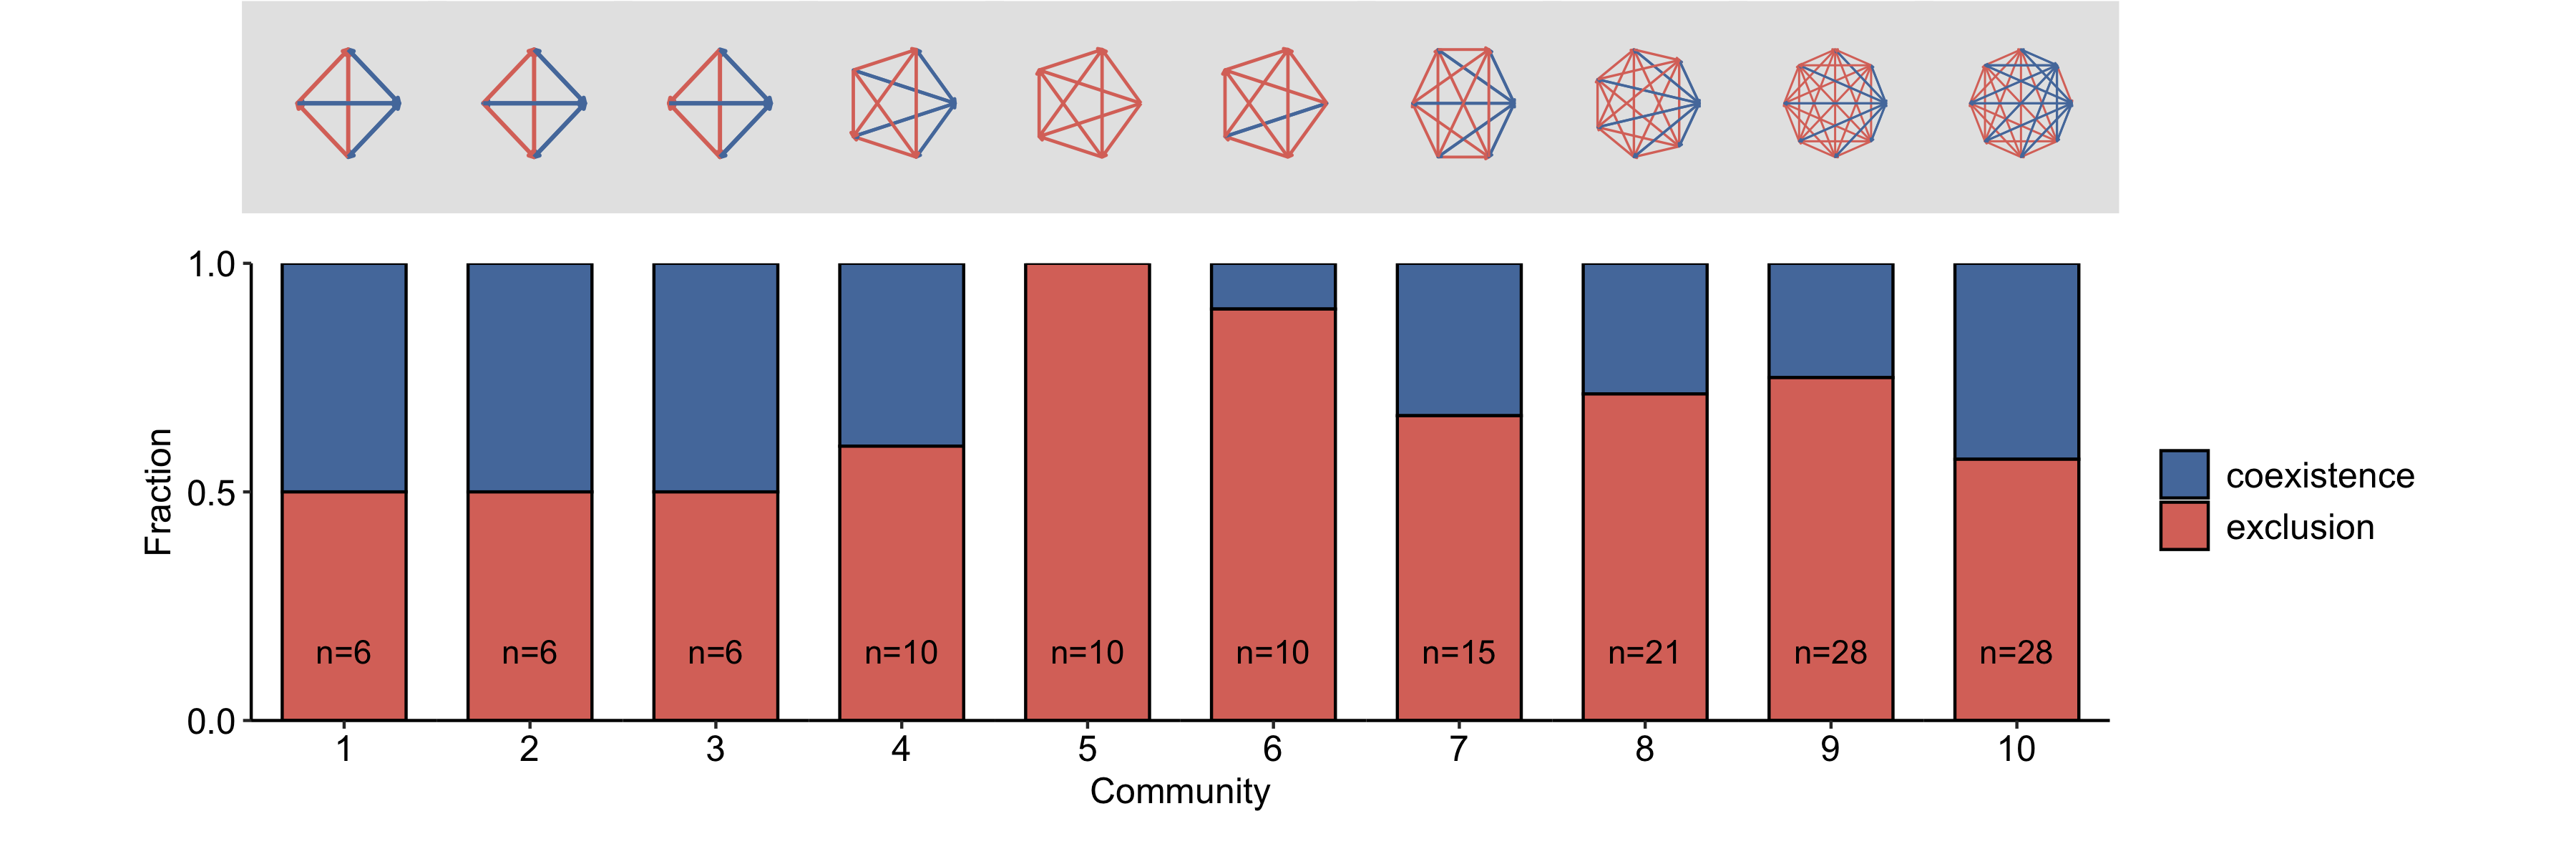 1.0
0.5
0.0
Fraction
n=6 n=6 n=6 n=10 n=10 n=10 n=15 n=21 n=28 n=28
1 2 3 4 5 6 7 8 9 10
Community
coexistence
exclusion